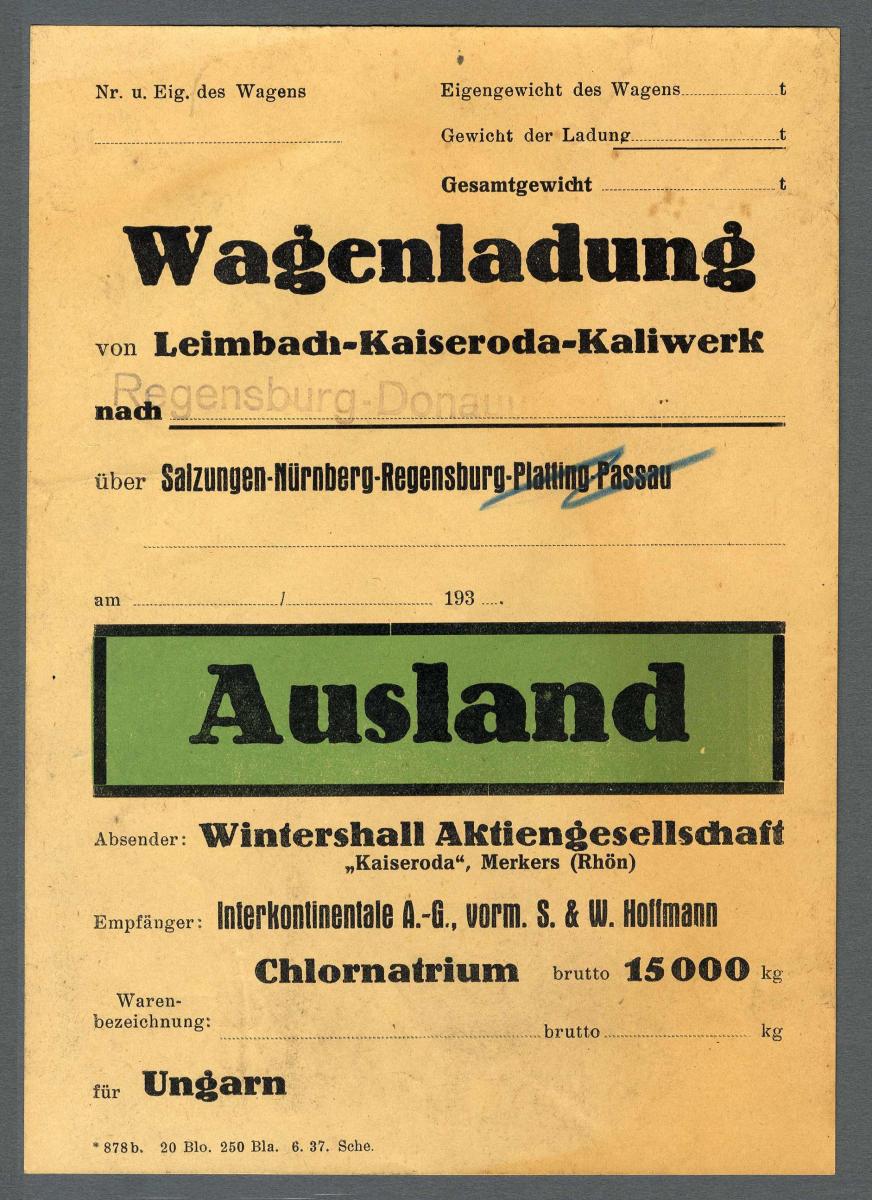 Nr. u. Eig. des Wagens
Eigengewicht des Wagens t
Gewicht der Ladung t
Gesamtgewicht t
Wagenladung
von Leimbach-Kaiseroda-Kaliwerk
Regensburg-Donau
nach
über Salzungen-Nürnberg-Regensburg-Plattling-Passau
am / 193 .
Ausland
Absender: Wintershall Aktiengesellschaft
„Kaiseroda“, Merkers (Rhön)
Empfänger: Interkontinentale A.-G., vorm. S. & W. Hoffmann
Chlornatrium brutto 15000 kg
Waren-
bezeichnung: brutto kg
für Ungarn
* 878b. 20 Blo. 250 Bla. 6. 37. Sche.